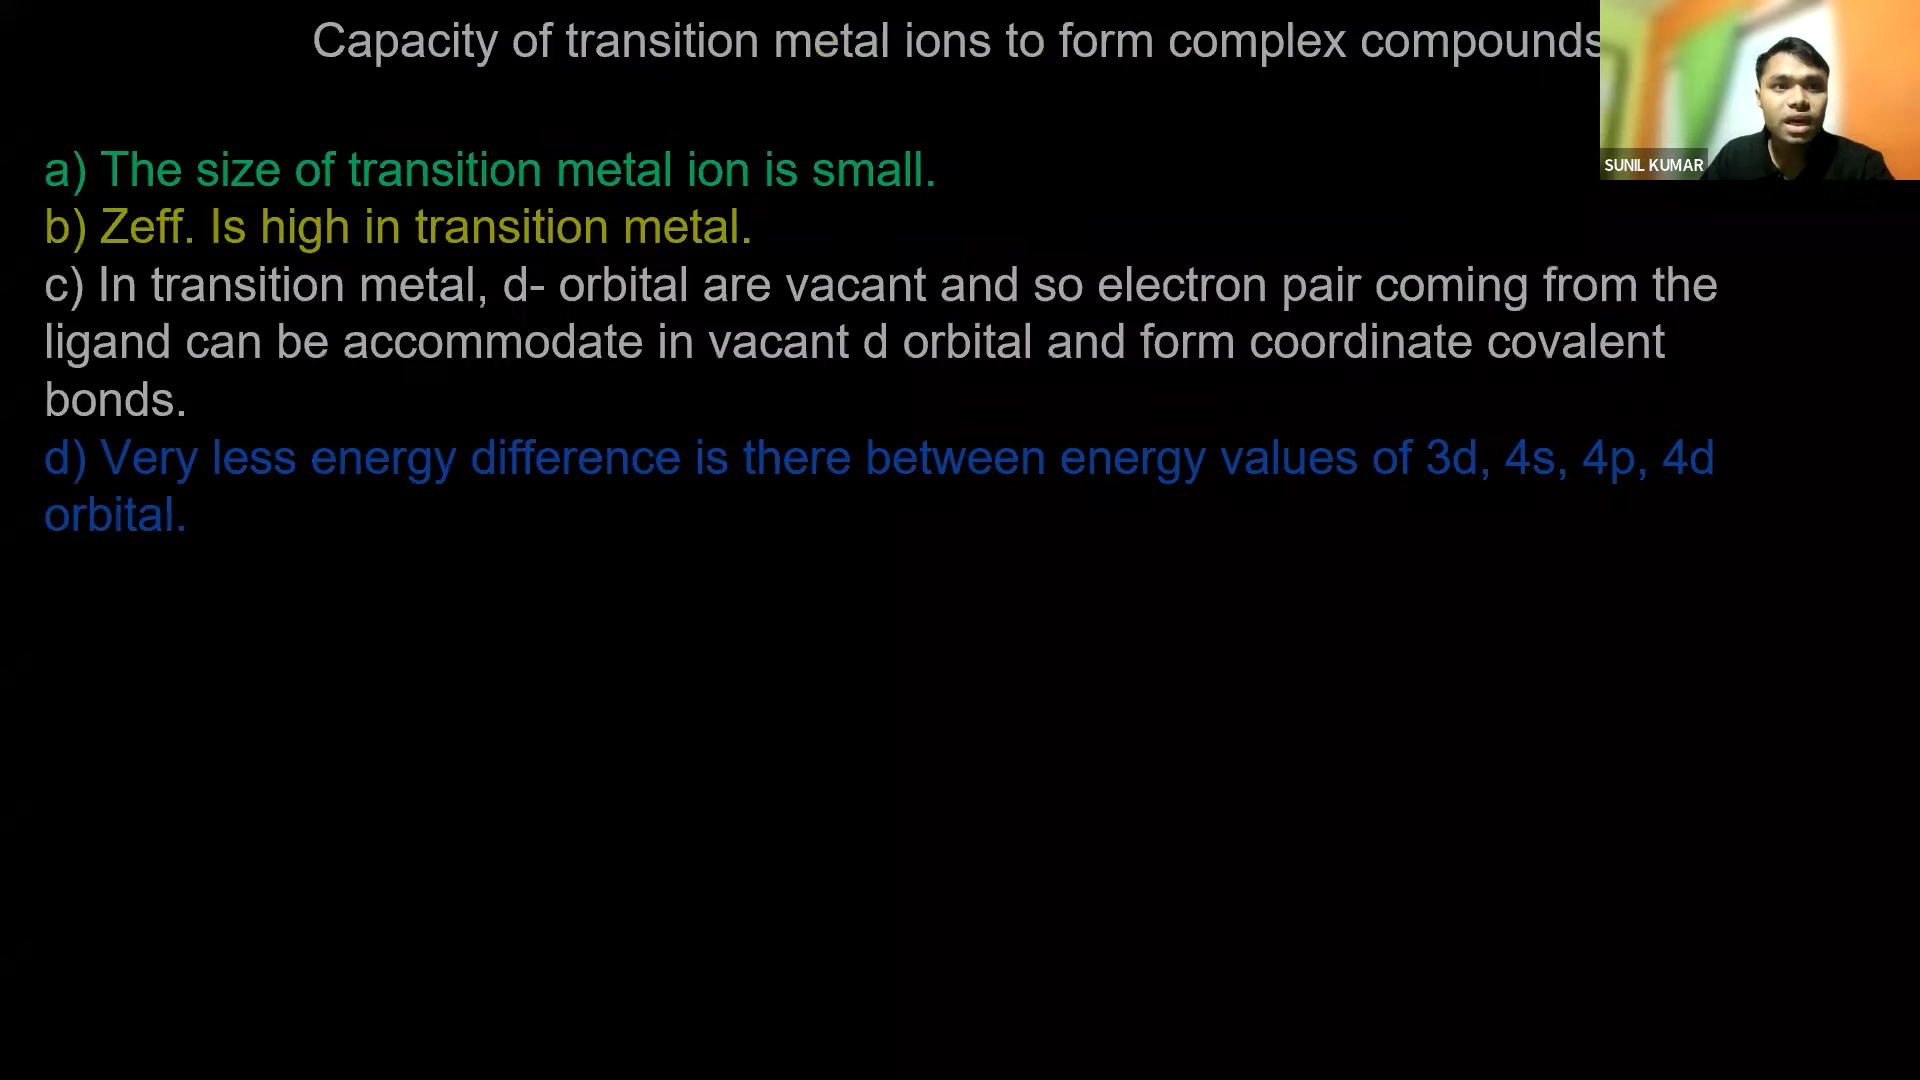 Capacity of transition metal ions to form complex compounds
SUNIL KUMAR
a) The size of transition metal ion is small.
b) Zeff. Is high in transition metal.
c) In transition metal, d- orbital are vacant and so electron pair coming from the
ligand can be accommodate in vacant d orbital and form coordinate covalent
bonds.
d) Very less energy difference is there between energy values of 3d, 4s, 4p, 4d
orbital.